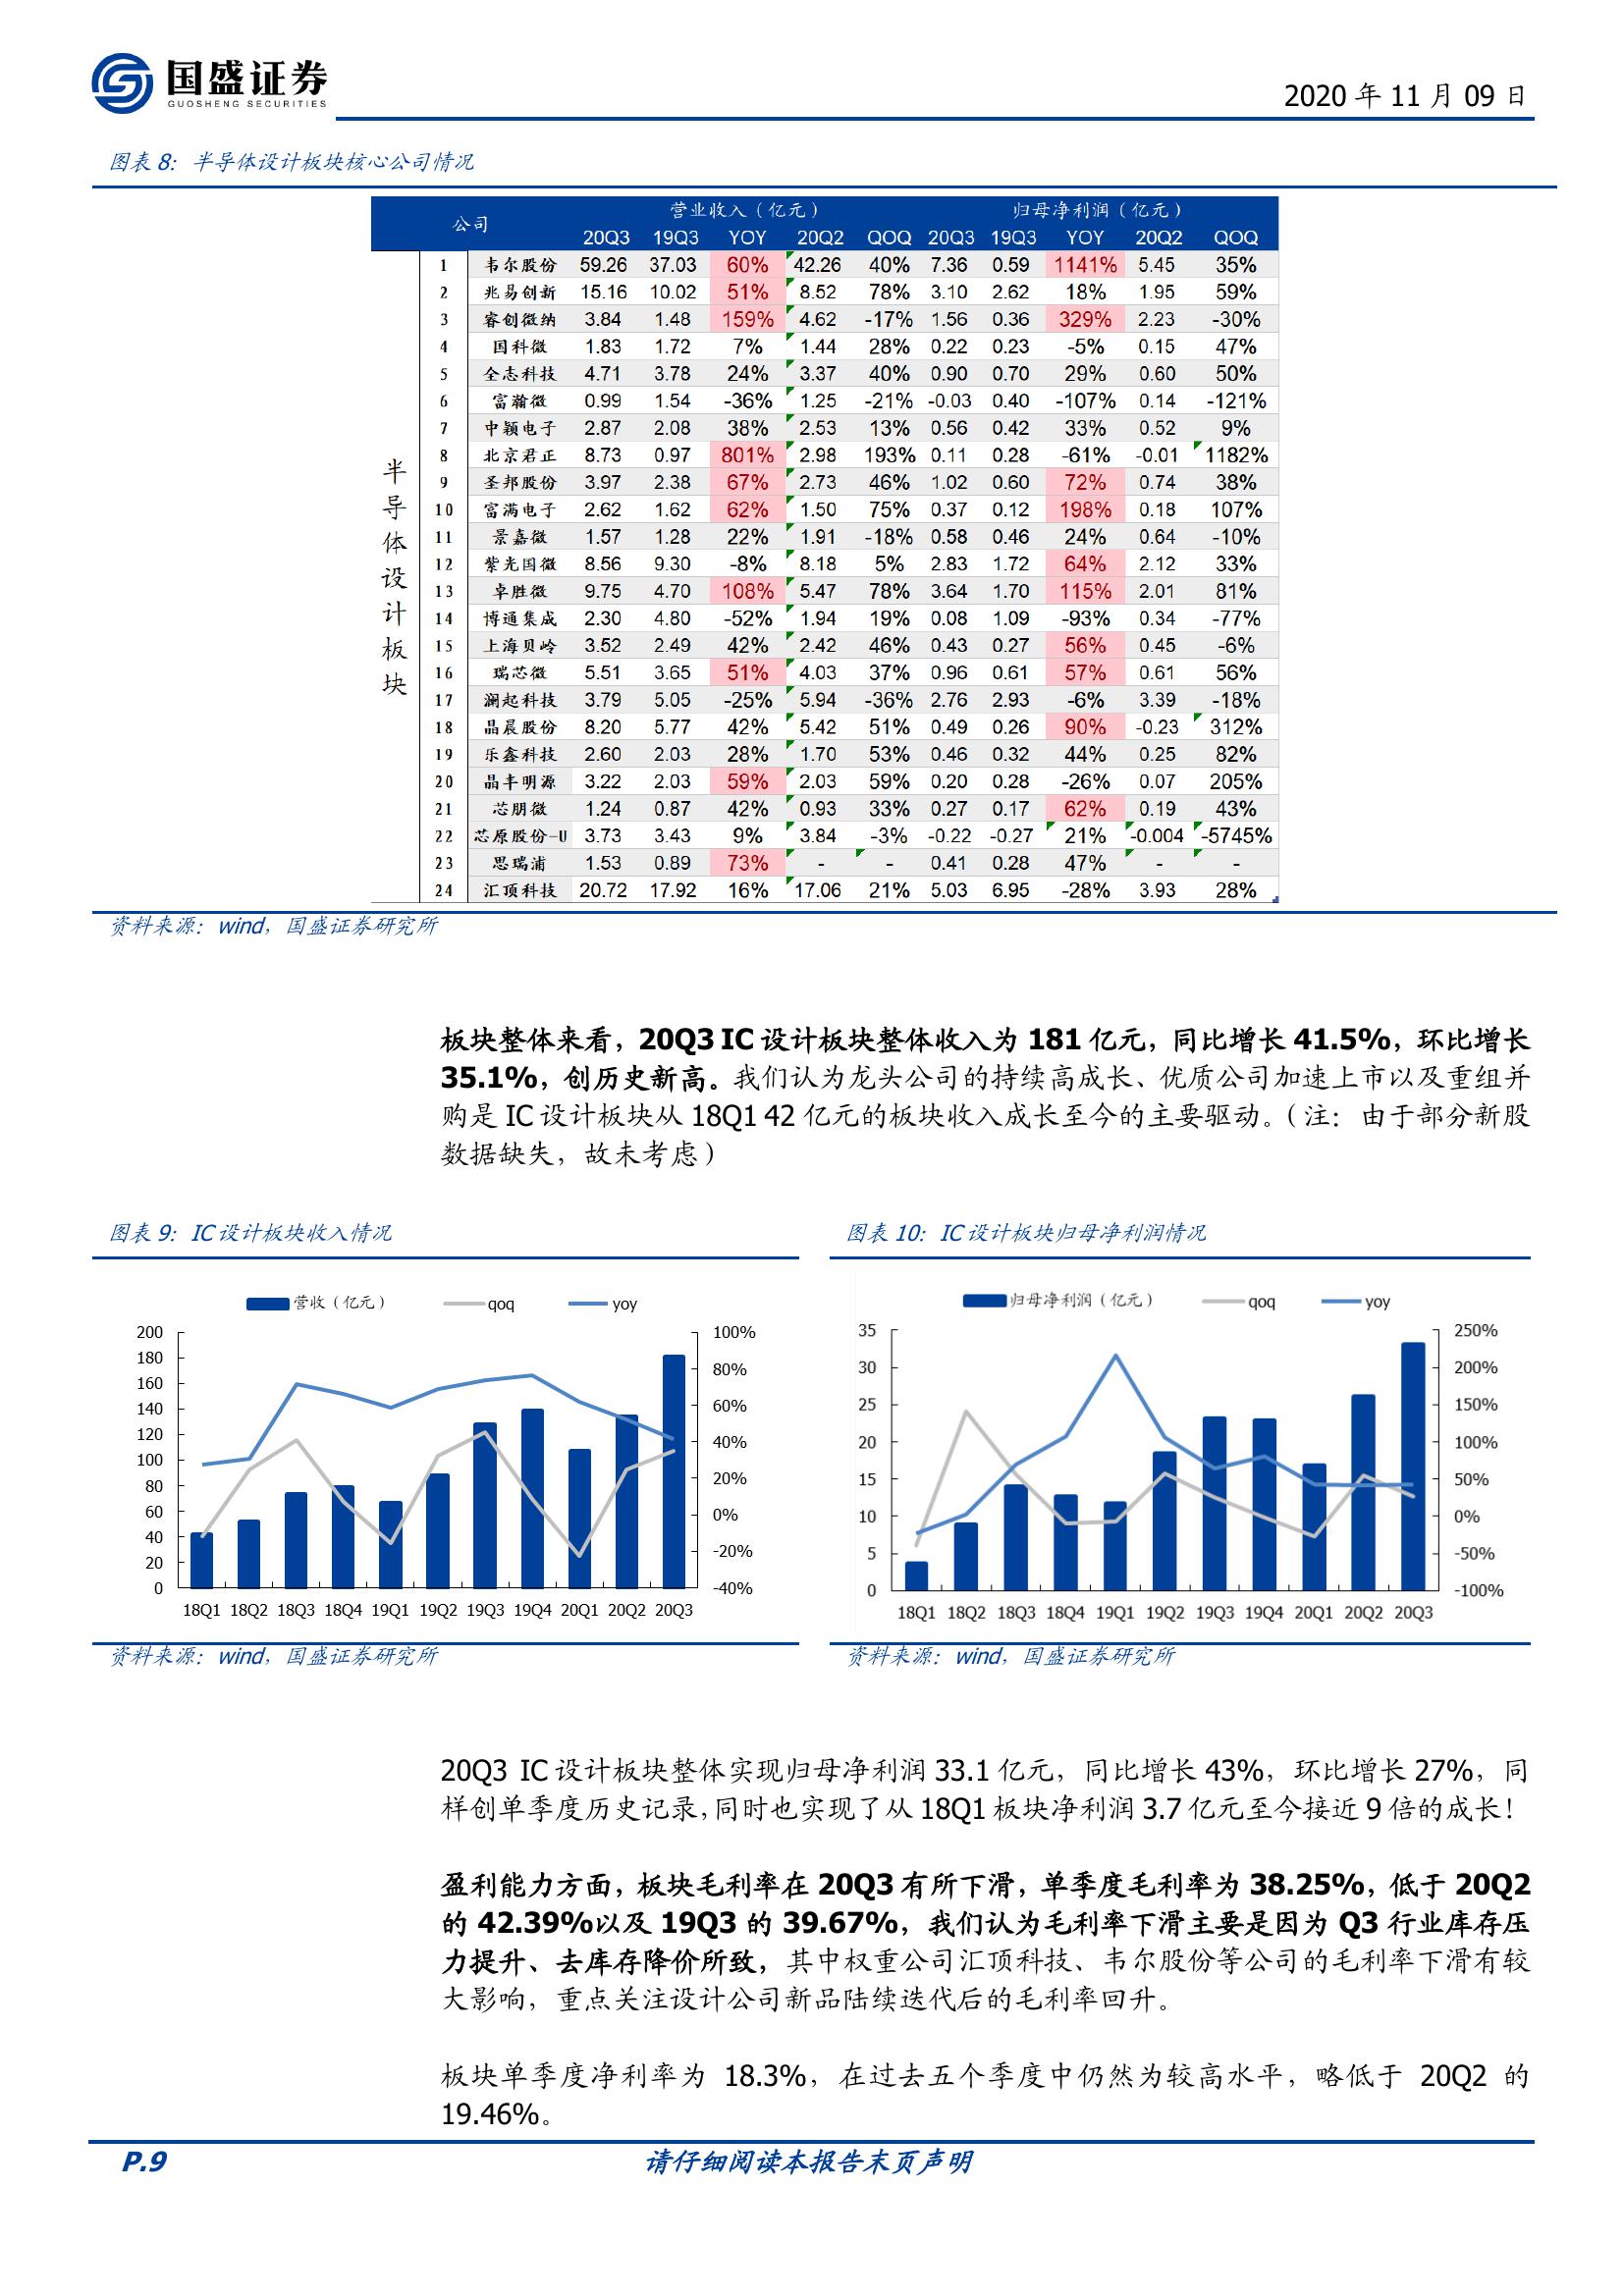 国盛证券
GUOSHENG SECURITIES
2020 年 11 月 09 日
图表 8：半导体设计板块核心公司情况
公司 营业收入（亿元） 归母净利润（亿元）
20Q3 19Q3 YOY 20Q2 QOQ 20Q3 19Q3 YOY 20Q2 QOQ
半导体设计板块
1 韦尔股份 59.26 37.03 60% 42.26 40% 7.36 0.59 1141% 5.45 35%
2 兆易创新 15.16 10.02 51% 8.52 78% 3.10 2.62 18% 1.95 59%
3 睿创微纳 3.84 1.48 159% 4.62 -17% 1.56 0.36 329% 2.23 -30%
4 国科微 1.83 1.72 7% 1.44 28% 0.22 0.23 -5% 0.15 47%
5 全志科技 4.71 3.78 24% 3.37 40% 0.90 0.70 29% 0.60 50%
6 富瀚微 0.99 1.54 -36% 1.25 -21% -0.03 0.40 -107% 0.14 -121%
7 中颖电子 2.87 2.08 38% 2.53 13% 0.56 0.42 33% 0.52 9%
8 北京君正 8.73 0.97 801% 2.98 193% 0.11 0.28 -61% -0.01 1182%
9 圣邦股份 3.97 2.38 67% 2.73 46% 1.02 0.60 72% 0.74 38%
10 富满电子 2.62 1.62 62% 1.50 75% 0.37 0.12 198% 0.18 107%
11 景嘉微 1.57 1.28 22% 1.91 -18% 0.58 0.46 24% 0.64 -10%
12 紫光国微 8.56 9.30 -8% 8.18 5% 2.83 1.72 64% 2.12 33%
13 卓胜微 9.75 4.70 108% 5.47 78% 3.64 1.70 115% 2.01 81%
14 博通集成 2.30 4.80 -52% 1.94 19% 0.08 1.09 -93% 0.34 -77%
15 上海贝岭 3.52 2.49 42% 2.42 46% 0.43 0.27 56% 0.45 -6%
16 瑞芯微 5.51 3.65 51% 4.03 37% 0.96 0.61 57% 0.61 56%
17 澜起科技 3.79 5.05 -25% 5.94 -36% 2.76 2.93 -6% 3.39 -18%
18 晶晨股份 8.20 5.77 42% 5.42 51% 0.49 0.26 90% -0.23 312%
19 乐鑫科技 2.60 2.03 28% 1.70 53% 0.46 0.32 44% 0.25 82%
20 晶丰明源 3.22 2.03 59% 2.03 59% 0.20 0.28 -26% 0.07 205%
21 芯朋微 1.24 0.87 42% 0.93 33% 0.27 0.17 62% 0.19 43%
22 芯原股份-U 3.73 3.43 9% 3.84 -3% -0.22 -0.27 21% -0.004 -5745%
23 思瑞浦 1.53 0.89 73% - - 0.41 0.28 47% - -
24 汇顶科技 20.72 17.92 16% 17.06 21% 5.03 6.95 -28% 3.93 28%
资料来源：wind，国盛证券研究所
板块整体来看，20Q3 IC 设计板块整体收入为 181 亿元，同比增长 41.5%，环比增长
35.1%，创历史新高。我们认为龙头公司的持续高成长、优质公司加速上市以及重组并
购是 IC 设计板块从 18Q1 42 亿元的板块收入成长至今的主要驱动。（注：由于部分新股
数据缺失，故未考虑）
图表 9：IC 设计板块收入情况
营收（亿元） qoq yoy
200 100%
180
160 80%
140 60%
120
100 40%
80 20%
60 0%
40 -20%
20
0 -40%
18Q1 18Q2 18Q3 18Q4 19Q1 19Q2 19Q3 19Q4 20Q1 20Q2 20Q3
资料来源：wind，国盛证券研究所
图表 10：IC 设计板块归母净利润情况
归母净利润（亿元） qoq yoy
35 250%
30 200%
25 150%
20 100%
15 50%
10 0%
5 -50%
0 -100%
18Q1 18Q2 18Q3 18Q4 19Q1 19Q2 19Q3 19Q4 20Q1 20Q2 20Q3
资料来源：wind，国盛证券研究所
20Q3 IC 设计板块整体实现归母净利润 33.1 亿元，同比增长 43%，环比增长 27%，同
样创单季度历史记录，同时也实现了从 18Q1 板块净利润 3.7 亿元至今接近 9 倍的成长！
盈利能力方面，板块毛利率在 20Q3 有所下滑，单季度毛利率为 38.25%，低于 20Q2
的 42.39%以及 19Q3 的 39.67%，我们认为毛利率下滑主要是因为 Q3 行业库存压
力提升、去库存降价所致，其中权重公司汇顶科技、韦尔股份等公司的毛利率下滑有较
大影响，重点关注设计公司新品陆续迭代后的毛利率回升。
板块单季度净利率为 18.3%，在过去五个季度中仍然为较高水平，略低于 20Q2 的
19.46%。
P.9
请仔细阅读本报告末页声明